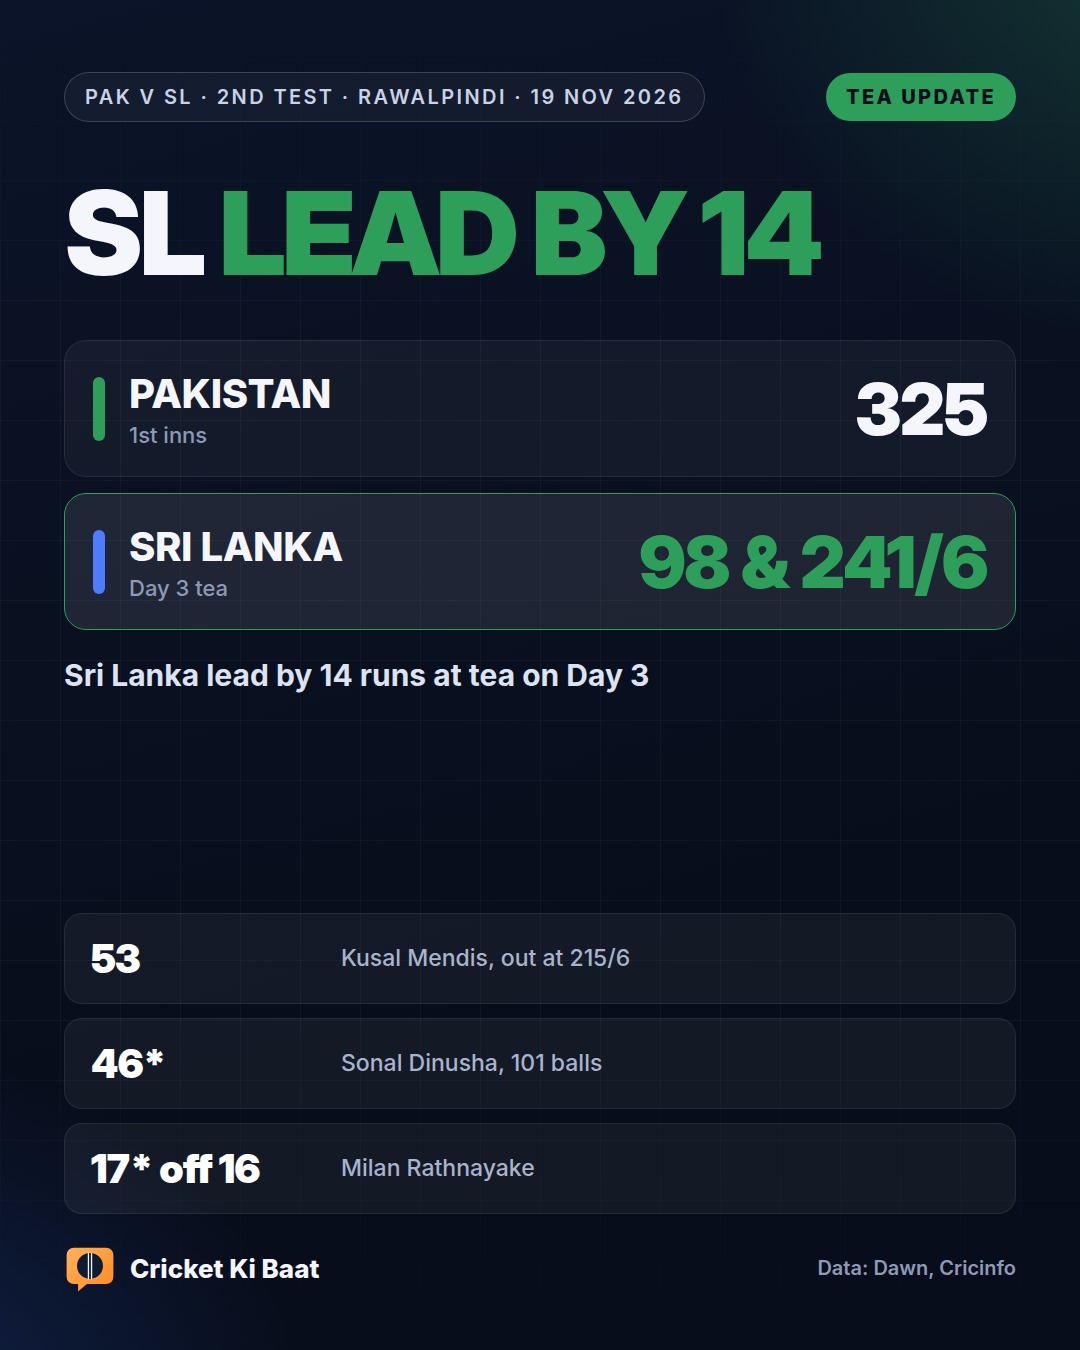 PAK V SL · 2ND TEST · RAWALPINDI · 19 NOV 2026
TEA UPDATE
SL LEAD BY 14
PAKISTAN
1st inns
325
SRI LANKA
Day 3 tea
98 & 241/6
Sri Lanka lead by 14 runs at tea on Day 3
53
Kusal Mendis, out at 215/6
46*
Sonal Dinusha, 101 balls
17* off 16
Milan Rathnayake
Cricket Ki Baat
Data: Dawn, Cricinfo